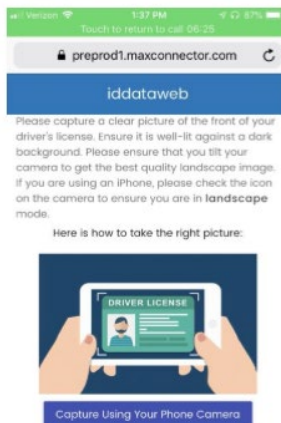 Verizon 1:37 PM 87%
Touch to return to call 06:25
preprod1.maxconnector.com
iddataweb
Please capture a clear picture of the front of your
driver's license. Ensure it is well-lit against a dark
background. Please ensure that you tilt your
camera to get the best quality landscape image.
If you are using an iPhone, please check the icon
on the camera to ensure you are in landscape
mode.
Here is how to take the right picture:
DRIVER LICENSE
Capture Using Your Phone Camera